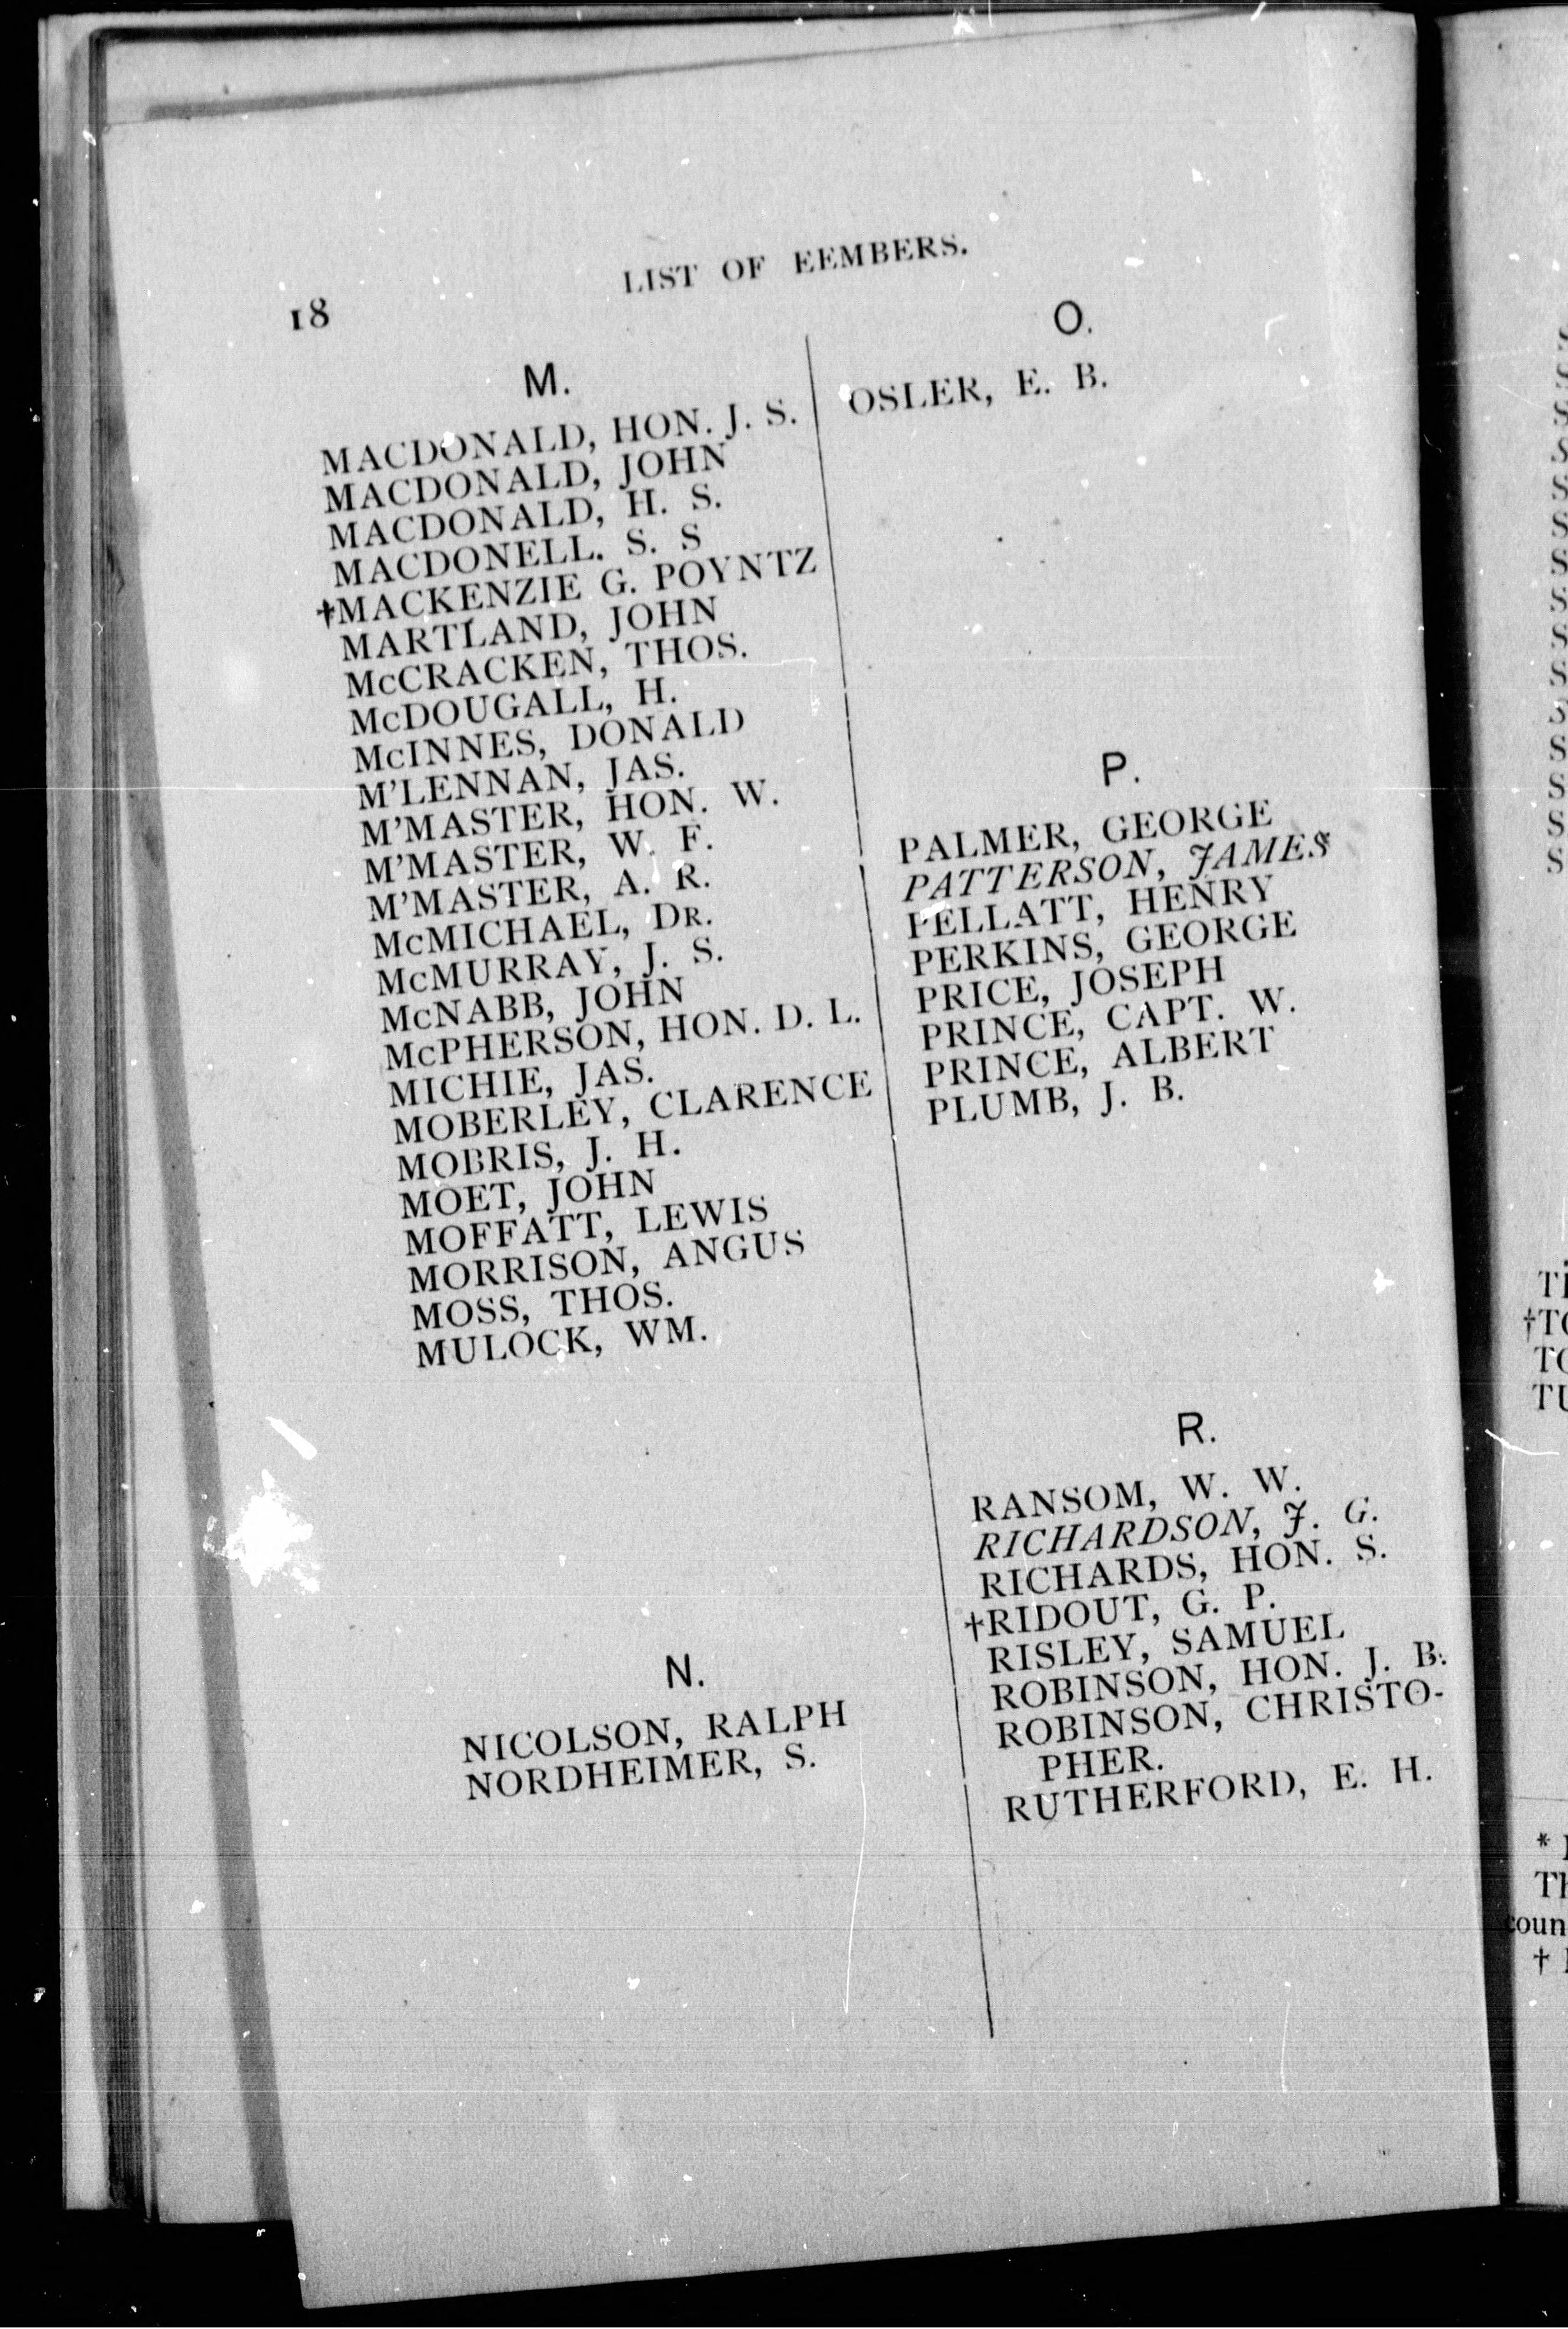 18
LIST OF EEMBERS.
M.
MACDONALD, HON. J. S.
MACDONALD, JOHN
MACDONALD, H. S.
MACDONELL. S. S
†MACKENZIE G. POYNTZ
MARTLAND, JOHN
McCRACKEN, THOS.
McDOUGALL, H.
McINNES, DONALD
M'LENNAN, JAS.
M'MASTER, HON. W.
M'MASTER, W. F.
M'MASTER, A. R.
McMICHAEL, DR.
McMURRAY, J. S.
McNABB, JOHN
McPHERSON, HON. D. L.
MICHIE, JAS.
MOBERLEY, CLARENCE
MOBRIS, J. H.
MOET, JOHN
MOFFATT, LEWIS
MORRISON, ANGUS
MOSS, THOS.
MULOCK, WM.
N.
NICOLSON, RALPH
NORDHEIMER, S.
O.
OSLER, E. B.
P.
PALMER, GEORGE
PATTERSON, JAMES
PELLATT, HENRY
PERKINS, GEORGE
PRICE, JOSEPH
PRINCE, CAPT. W.
PRINCE, ALBERT
PLUMB, J. B.
R.
RANSOM, W. W.
RICHARDSON, J. G.
RICHARDS, HON. S.
†RIDOUT, G. P.
RISLEY, SAMUEL
ROBINSON, HON. J. B.
ROBINSON, CHRISTO-
PHER.
RUTHERFORD, E. H.